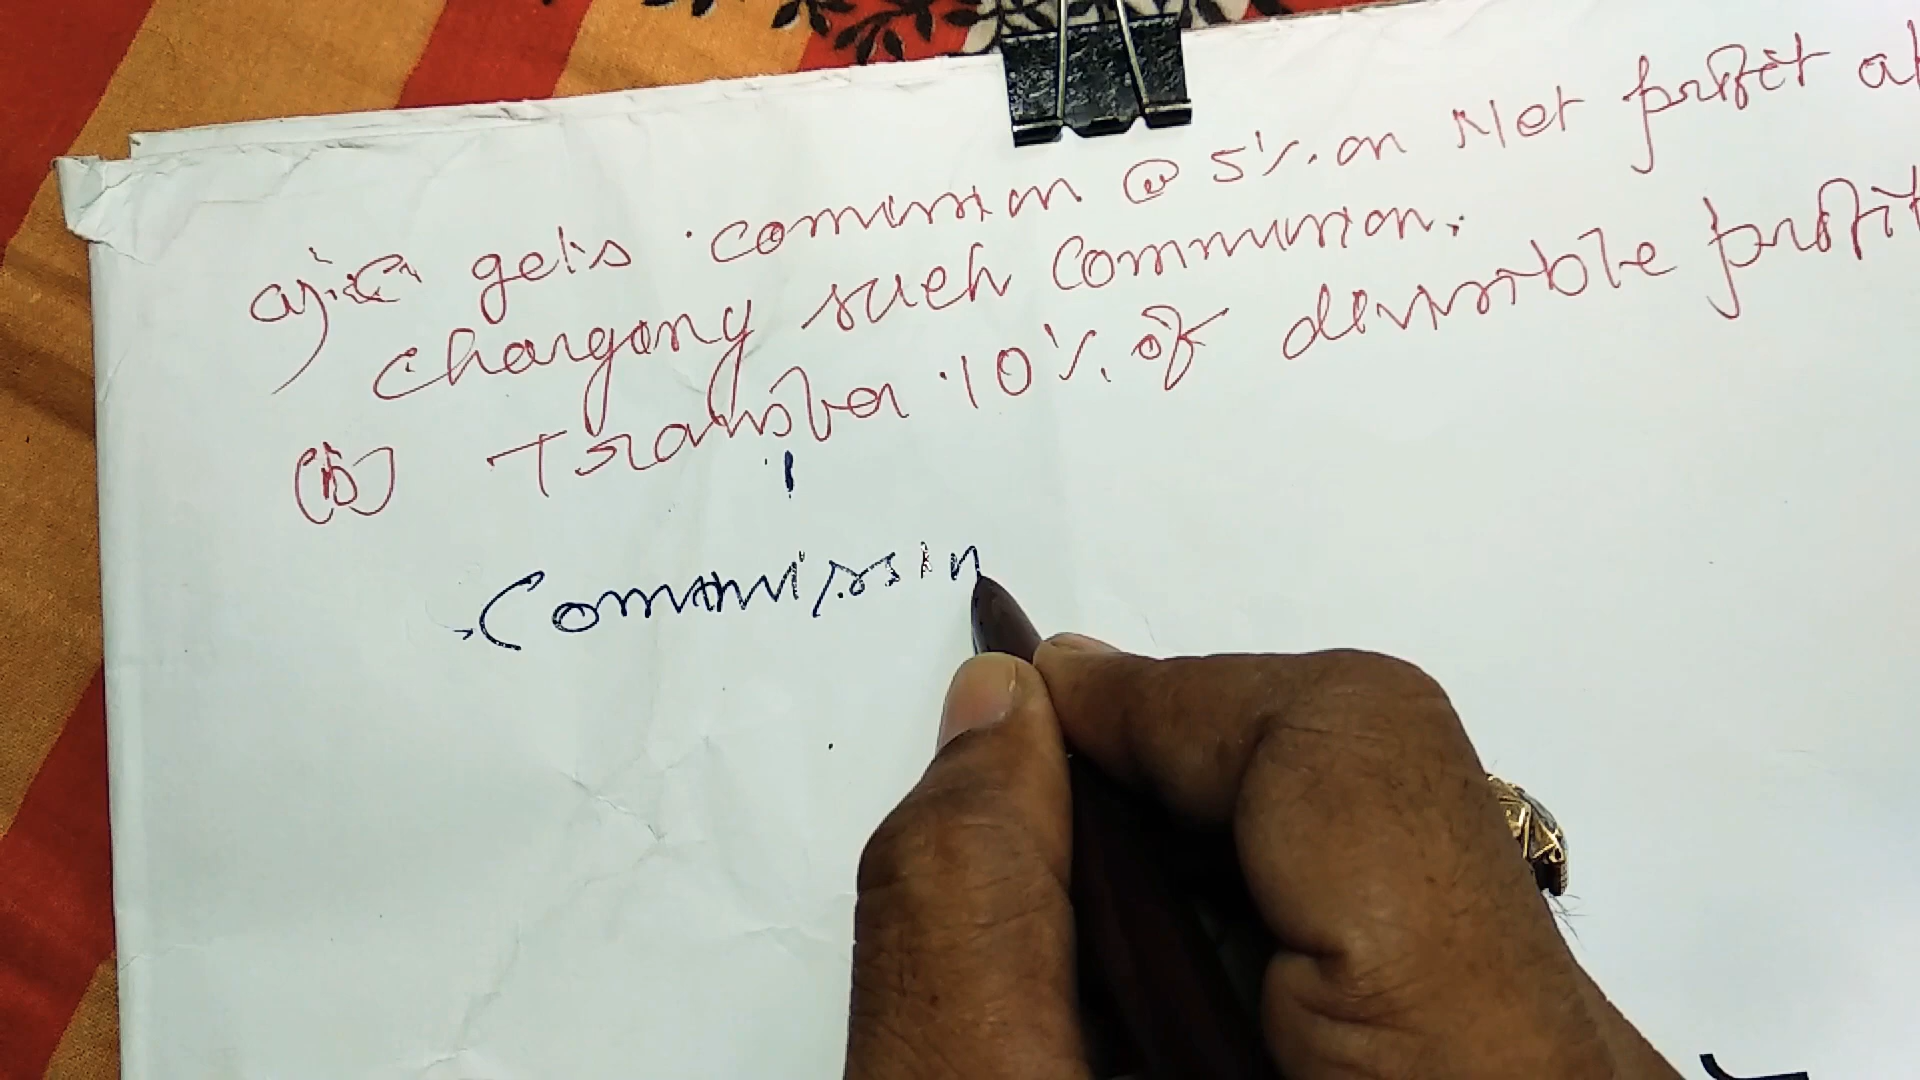 gets commission @ 5% on Net profit
charging such commission.
(b) Transfer 10% of divisible profit
Commission